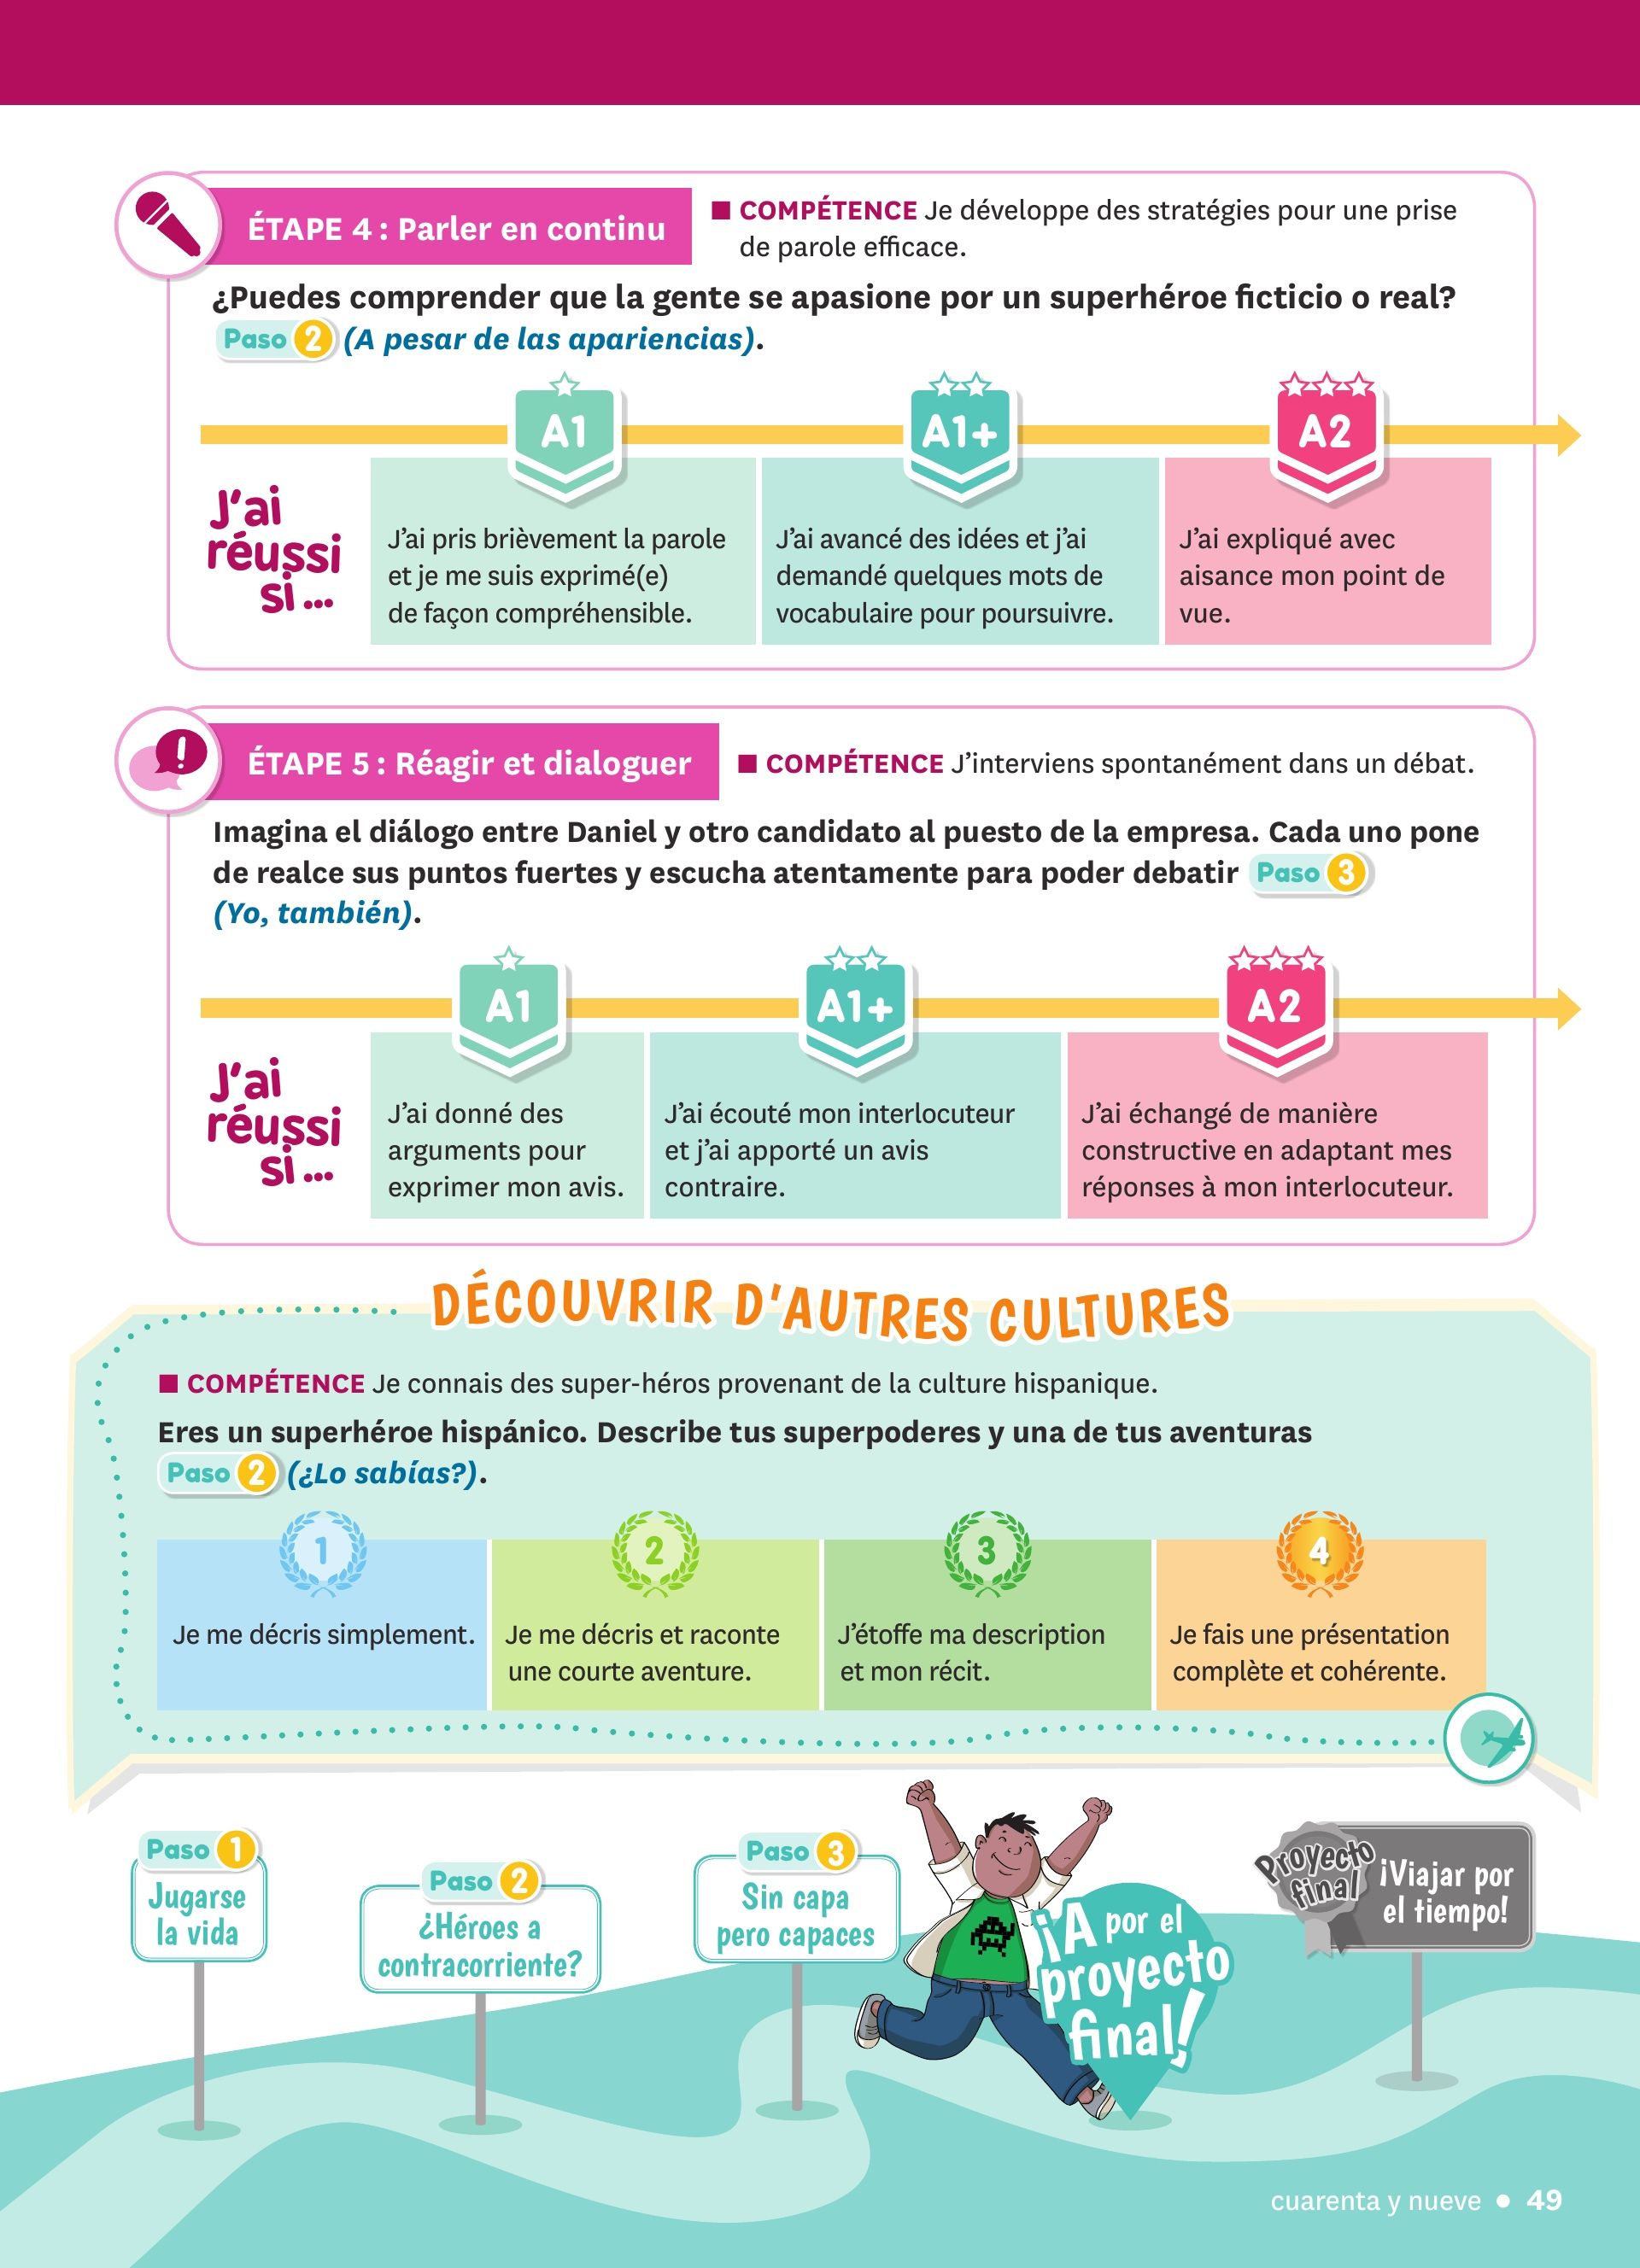 ÉTAPE 4 : Parler en continu
■ COMPÉTENCE Je développe des stratégies pour une prise
de parole efficace.
¿Puedes comprender que la gente se apasione por un superhéroe ficticio o real?
Paso 2 (A pesar de las apariencias).
A1
A1+
A2
J'ai
réussi
si ...
J'ai pris brièvement la parole
et je me suis exprimé(e)
de façon compréhensible.
J'ai avancé des idées et j'ai
demandé quelques mots de
vocabulaire pour poursuivre.
J'ai expliqué avec
aisance mon point de
vue.
!
ÉTAPE 5 : Réagir et dialoguer
■ COMPÉTENCE J'interviens spontanément dans un débat.
Imagina el diálogo entre Daniel y otro candidato al puesto de la empresa. Cada uno pone
de realce sus puntos fuertes y escucha atentamente para poder debatir Paso 3
(Yo, también).
A1
A1+
A2
J'ai
réussi
si ...
J'ai donné des
arguments pour
exprimer mon avis.
J'ai écouté mon interlocuteur
et j'ai apporté un avis
contraire.
J'ai échangé de manière
constructive en adaptant mes
réponses à mon interlocuteur.
DÉCOUVRIR D'AUTRES CULTURES
■ COMPÉTENCE Je connais des super-héros provenant de la culture hispanique.
Eres un superhéroe hispánico. Describe tus superpoderes y una de tus aventuras
Paso 2 (¿Lo sabías?).
1
2
3
4
Je me décris simplement.
Je me décris et raconte
une courte aventure.
J'étoffe ma description
et mon récit.
Je fais une présentation
complète et cohérente.
Paso 1
Jugarse
la vida
Paso 2
¿Héroes a
contracorriente?
Paso 3
Sin capa
pero capaces
¡A por el
proyecto
final!
Proyecto
final
¡Viajar por
el tiempo!
cuarenta y nueve • 49